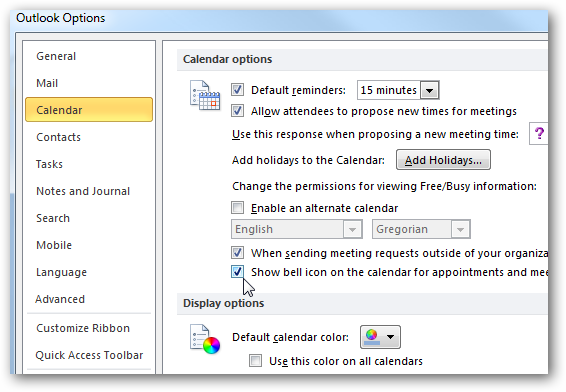 Outlook Options
General
Mail
Calendar
Contacts
Tasks
Notes and Journal
Search
Mobile
Language
Advanced
Customize Ribbon
Quick Access Toolbar
Calendar options
Default reminders: 15 minutes
Allow attendees to propose new times for meetings
Use this response when proposing a new meeting time: ?
Add holidays to the Calendar: Add Holidays...
Change the permissions for viewing Free/Busy information:
Enable an alternate calendar
English Gregorian
When sending meeting requests outside of your organiza
Show bell icon on the calendar for appointments and mee
Display options
Default calendar color:
Use this color on all calendars